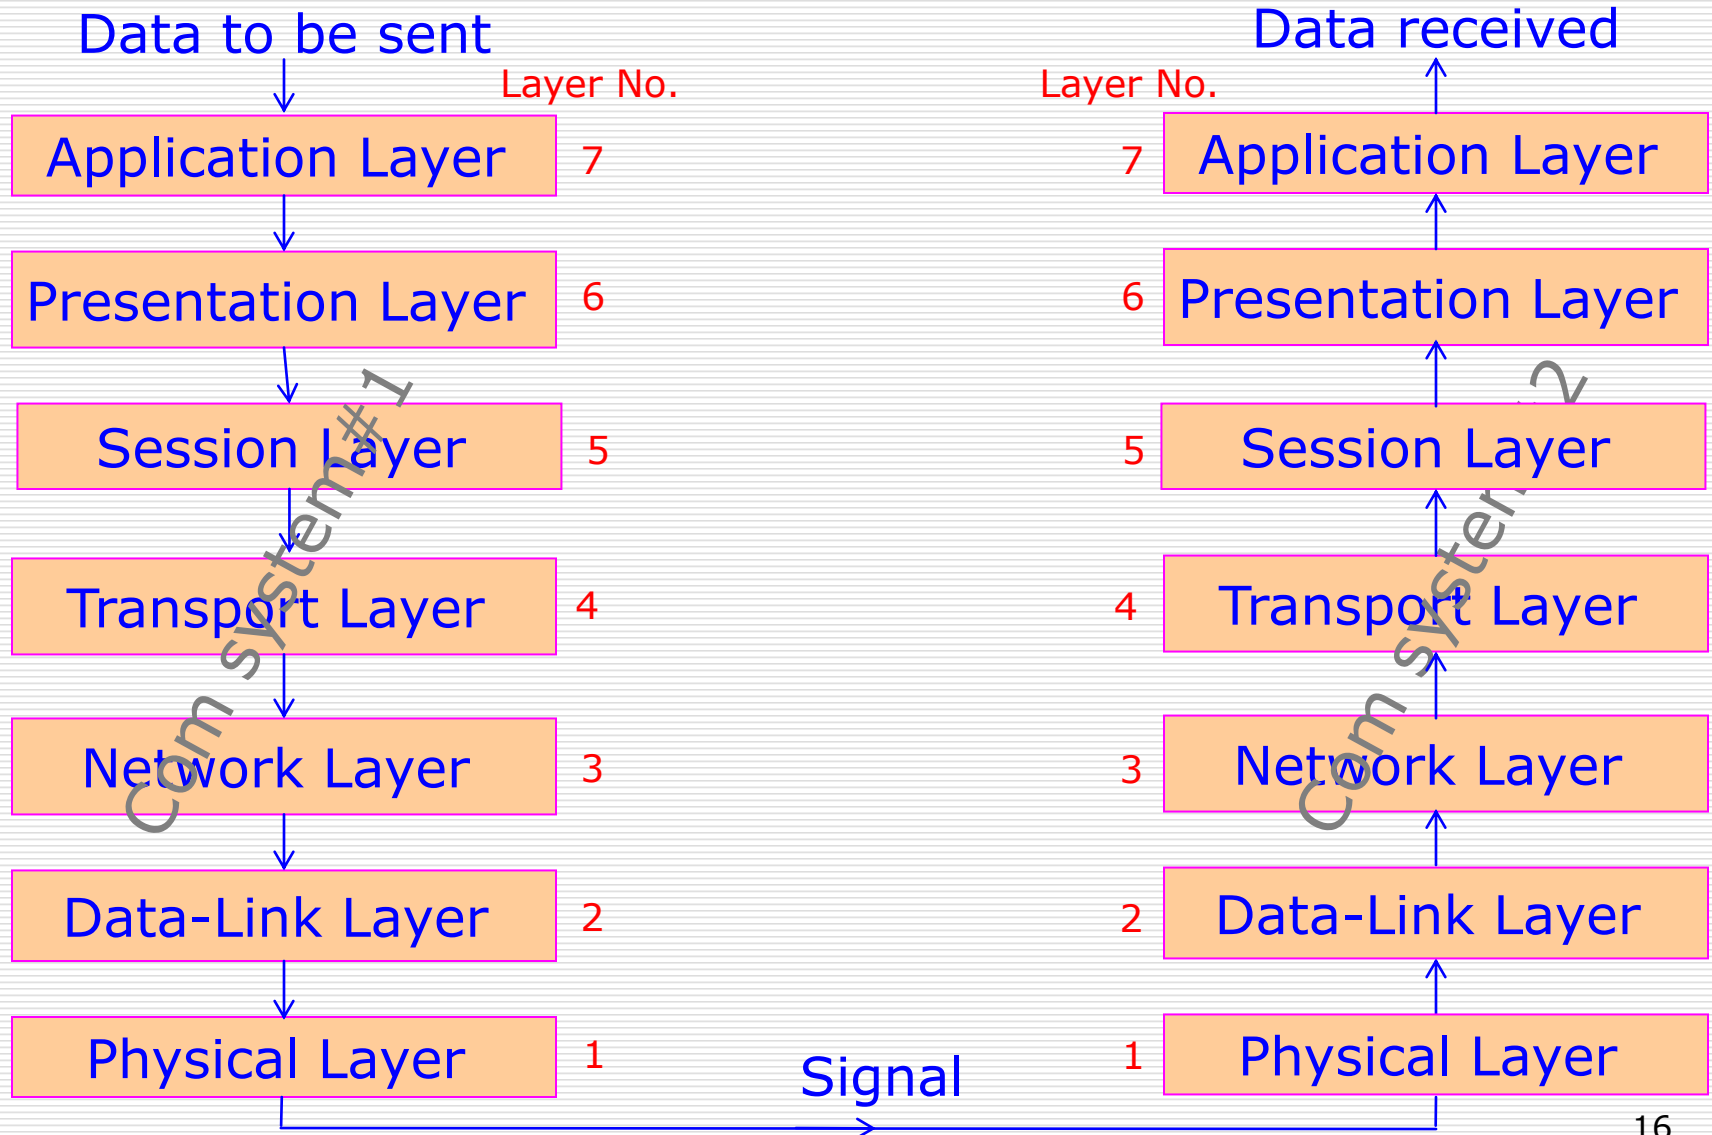 Data to be sent
Layer No.
Application Layer 7
Presentation Layer 6
Session Layer 5
Transport Layer 4
Network Layer 3
Data-Link Layer 2
Physical Layer 1
Com system#1
Signal
Data received
Layer No.
7 Application Layer
6 Presentation Layer
5 Session Layer
4 Transport Layer
3 Network Layer
2 Data-Link Layer
1 Physical Layer
Com
16